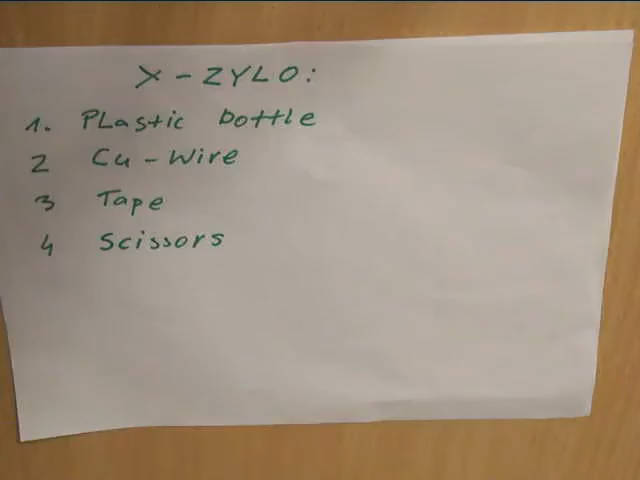 X-ZYLO:
1. Plastic bottle
2 Cu-Wire
3 Tape
4 Scissors